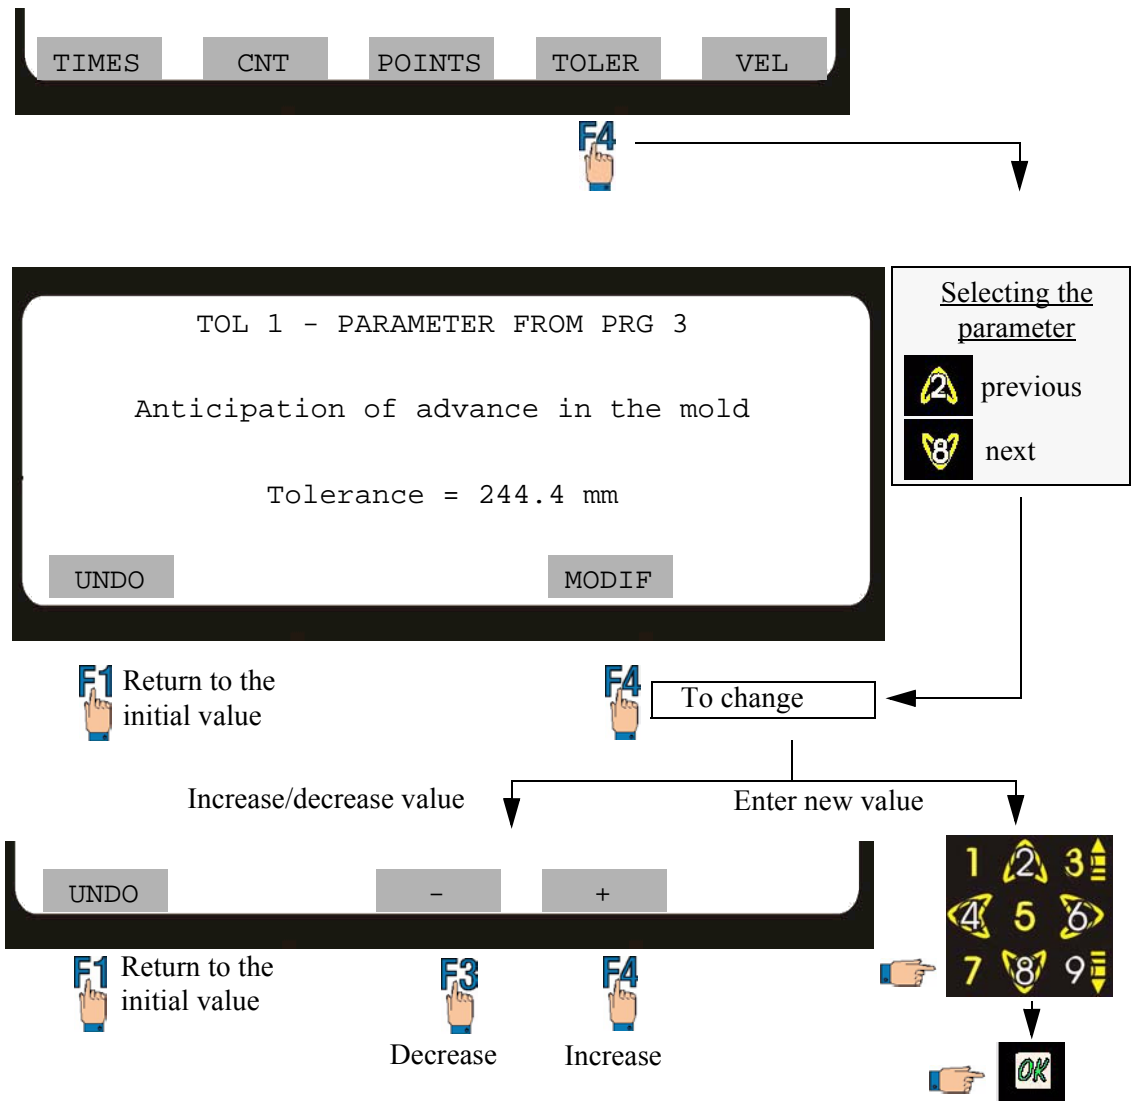 TIMES CNT POINTS TOLER VEL
F4
TOL 1 - PARAMETER FROM PRG 3
Anticipation of advance in the mold
Tolerance = 244.4 mm
UNDO MODIF
Selecting the
parameter
2 previous
8 next
F1 Return to the
initial value
F4 To change
Increase/decrease value
Enter new value
UNDO - +
F1 Return to the
initial value
F3
Decrease
F4
Increase
1 2 3
4 5 6
7 8 9
OK